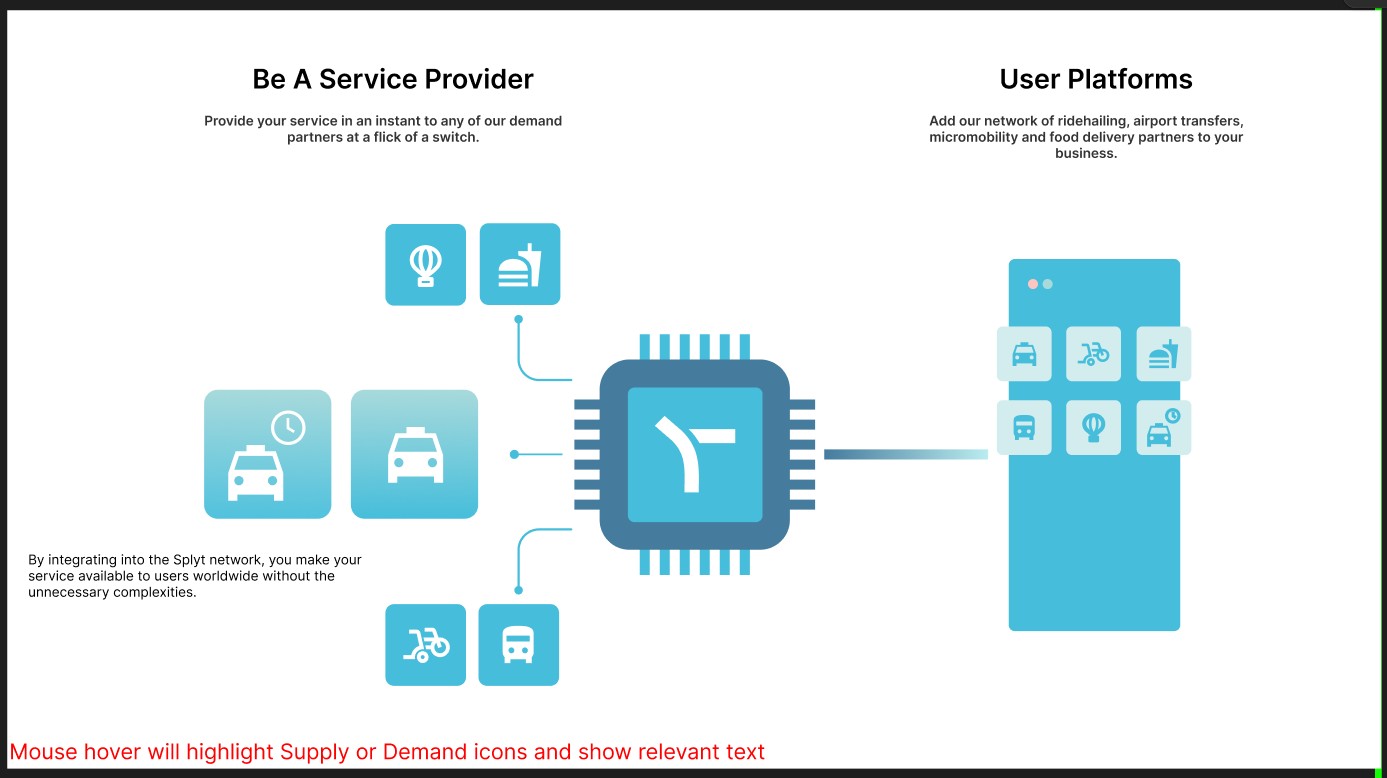 Be A Service Provider
Provide your service in an instant to any of our demand
partners at a flick of a switch.
User Platforms
Add our network of ridehailing, airport transfers,
micromobility and food delivery partners to your
business.
By integrating into the Splyt network, you make your
service available to users worldwide without the
unnecessary complexities.
Mouse hover will highlight Supply or Demand icons and show relevant text